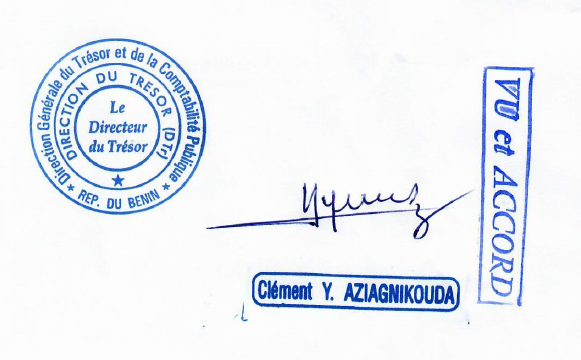 Direction Générale du Trésor et de la Comptabilité Publique
DIRECTION DU TRESOR (DT)
Le
Directeur
du Trésor
★
★ REP. DU BENIN ★
VU et ACCORD
Clément Y. AZIAGNIKOUDA